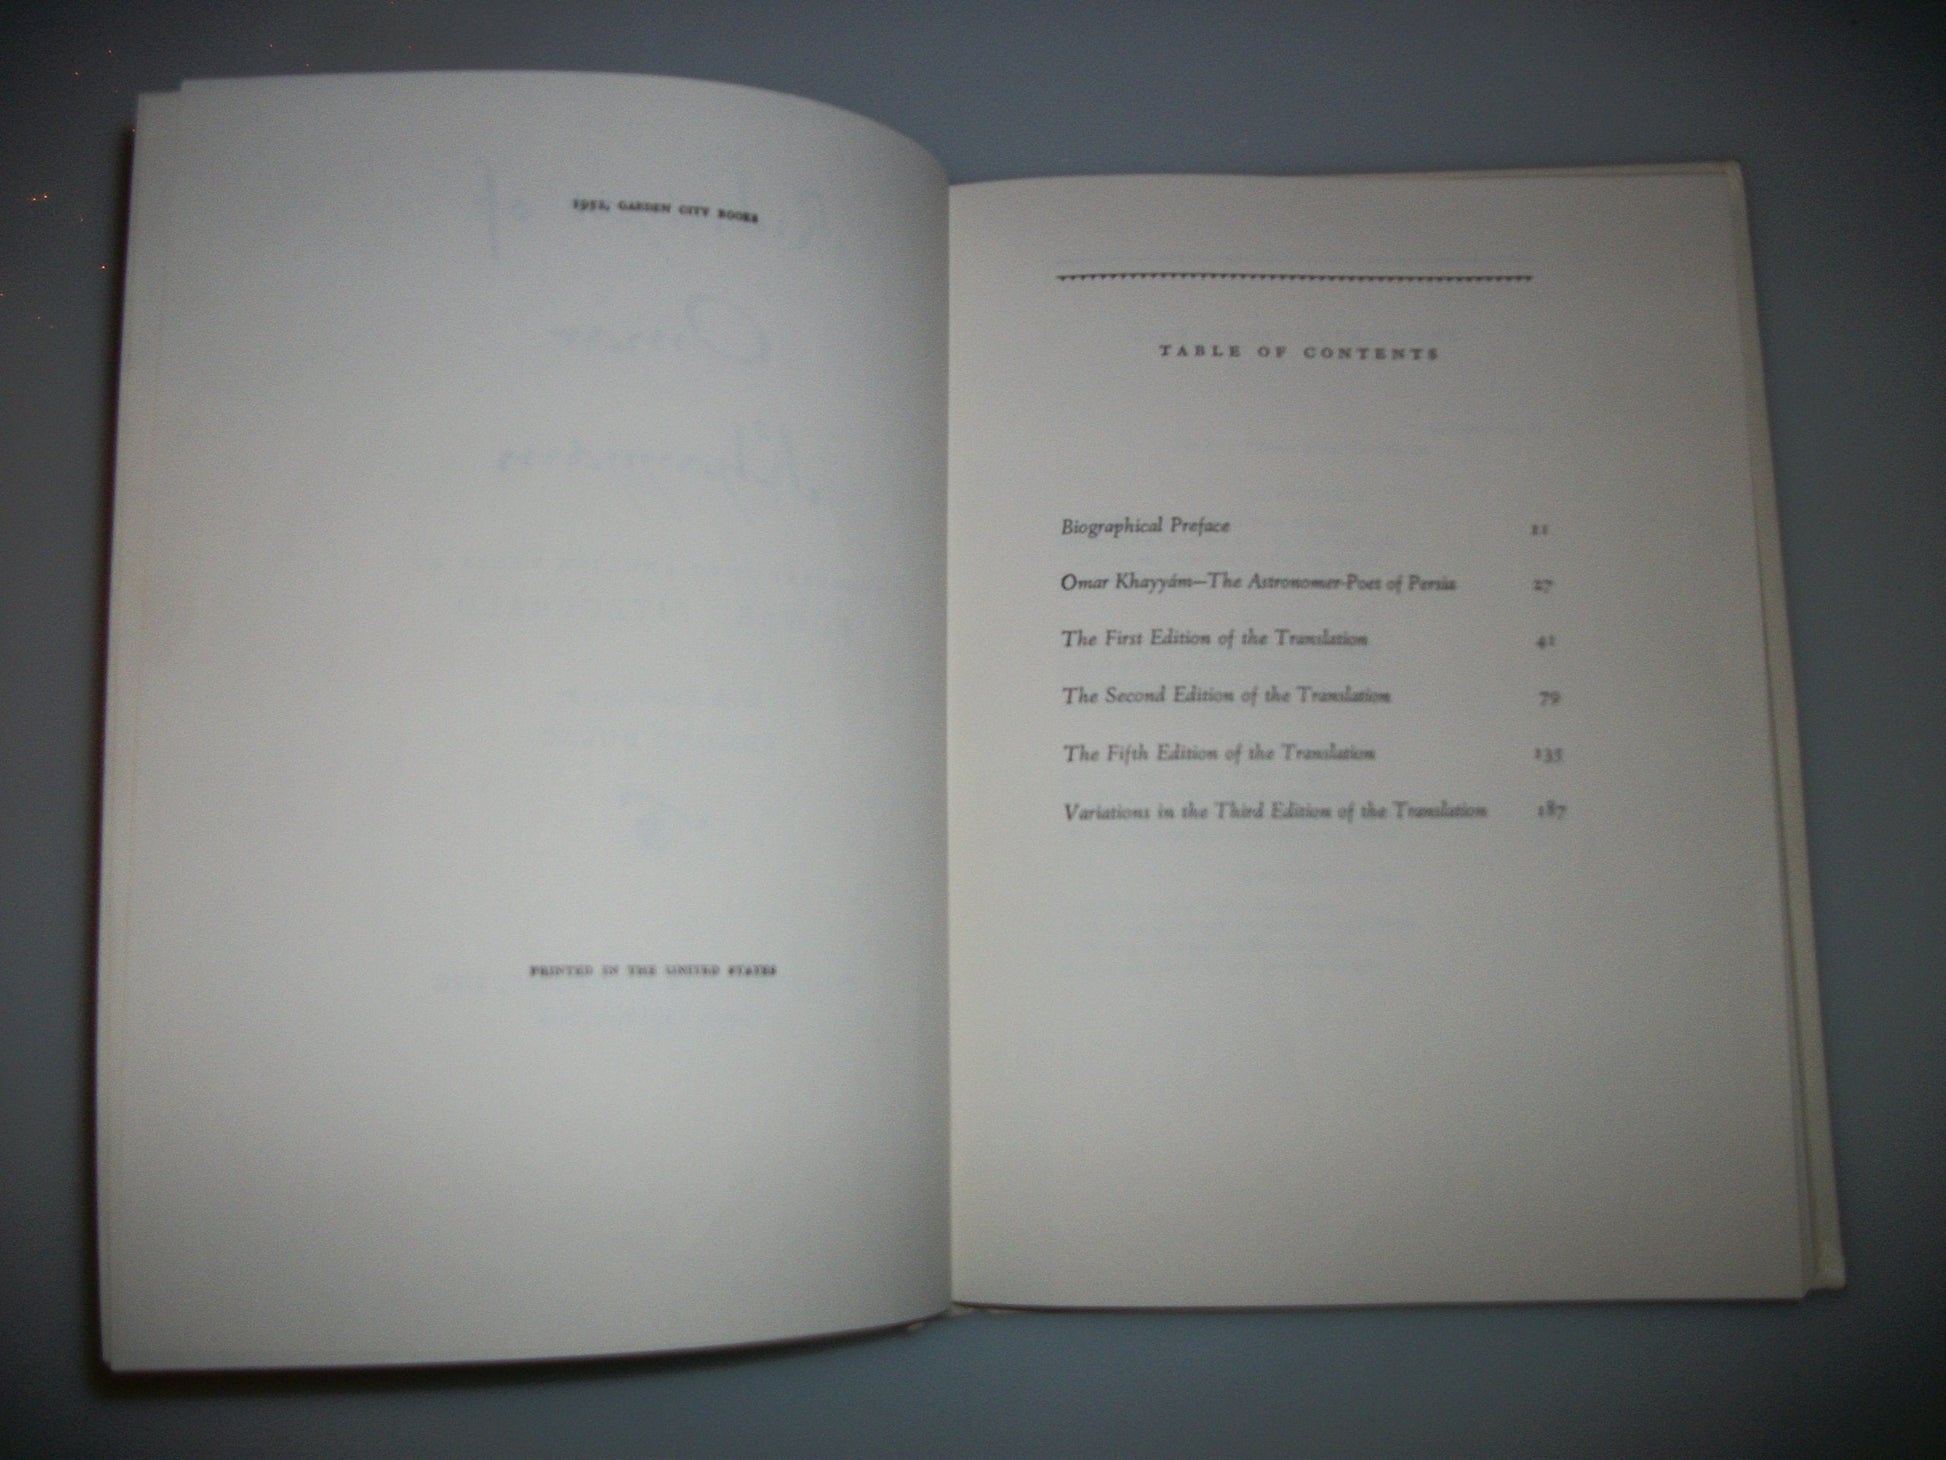 1952, GARDEN CITY BOOKS
PRINTED IN THE UNITED STATES
TABLE OF CONTENTS
Biographical Preface 11
Omar Khayyám—The Astronomer-Poet of Persia 27
The First Edition of the Translation 41
The Second Edition of the Translation 79
The Fifth Edition of the Translation 135
Variations in the Third Edition of the Translation 187